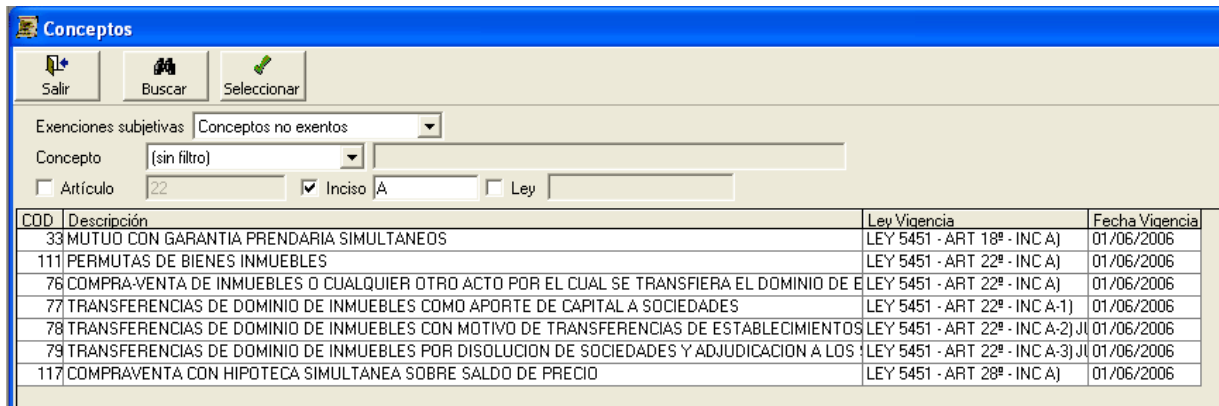 Conceptos
Salir Buscar Seleccionar
Exenciones subjetivas Conceptos no exentos
Concepto (sin filtro)
Artículo 22 Inciso A Ley
COD Descripción Ley Vigencia Fecha Vigencia
33 MUTUO CON GARANTIA PRENDARIA SIMULTANEOS LEY 5451 - ART 18º - INC A) 01/06/2006
111 PERMUTAS DE BIENES INMUEBLES LEY 5451 - ART 22º - INC A) 01/06/2006
76 COMPRA-VENTA DE INMUEBLES O CUALQUIER OTRO ACTO POR EL CUAL SE TRANSFIERA EL DOMINIO DE E LEY 5451 - ART 22º - INC A) 01/06/2006
77 TRANSFERENCIAS DE DOMINIO DE INMUEBLES COMO APORTE DE CAPITAL A SOCIEDADES LEY 5451 - ART 22º - INC A-1) 01/06/2006
78 TRANSFERENCIAS DE DOMINIO DE INMUEBLES CON MOTIVO DE TRANSFERENCIAS DE ESTABLECIMIENTOS LEY 5451 - ART 22º - INC A-2) 01/06/2006
79 TRANSFERENCIAS DE DOMINIO DE INMUEBLES POR DISOLUCION DE SOCIEDADES Y ADJUDICACION A LOS LEY 5451 - ART 22º - INC A-3) 01/06/2006
117 COMPRAVENTA CON HIPOTECA SIMULTANEA SOBRE SALDO DE PRECIO LEY 5451 - ART 28º - INC A) 01/06/2006